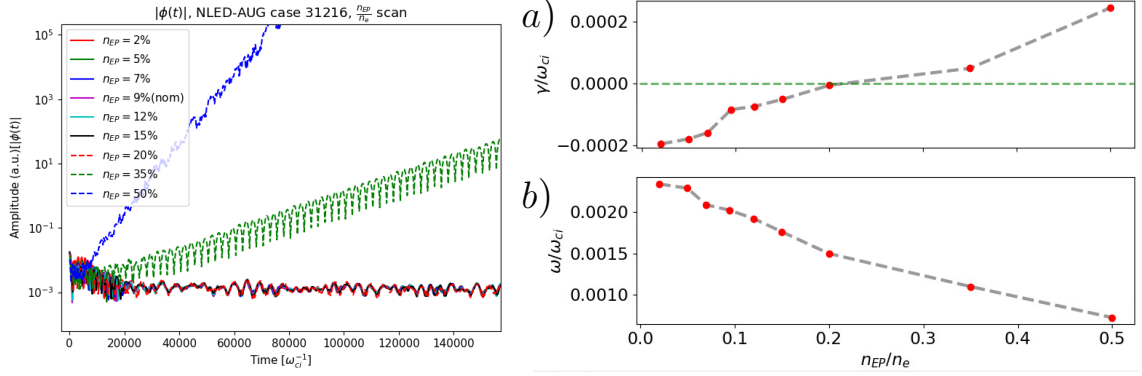 |ϕ(t)|, NLED-AUG case 31216, n_EP/n_e scan
Amplitude (a.u.)|ϕ(t)|
10^5
10^3
10^1
10^−1
10^−3
n_EP = 2%
n_EP = 5%
n_EP = 7%
n_EP = 9%(nom)
n_EP = 12%
n_EP = 15%
n_EP = 20%
n_EP = 35%
n_EP = 50%
0 20000 40000 60000 80000 100000 120000 140000
Time [ω_ci^−1]
a)
γ/ω_ci
0.0002
0.0000
−0.0002
b)
ω/ω_ci
0.0020
0.0015
0.0010
0.0 0.1 0.2 0.3 0.4 0.5
n_EP/n_e